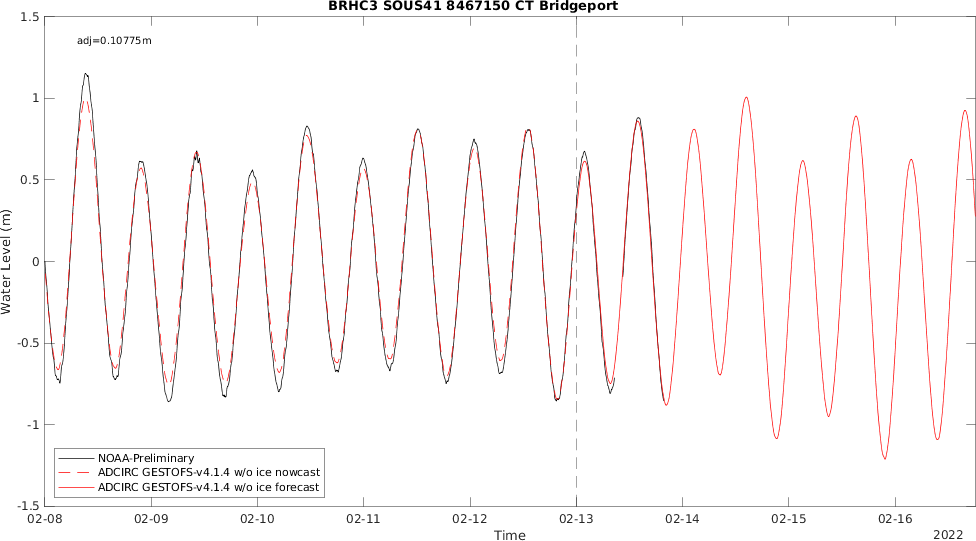 BRHC3 SOUS41 8467150 CT Bridgeport
adj=0.10775m
1.5
1
0.5
0
-0.5
-1
-1.5
Water Level (m)
NOAA-Preliminary
ADCIRC GESTOFS-v4.1.4 w/o ice nowcast
ADCIRC GESTOFS-v4.1.4 w/o ice forecast
02-08 02-09 02-10 02-11 02-12 02-13 02-14 02-15 02-16
Time
2022